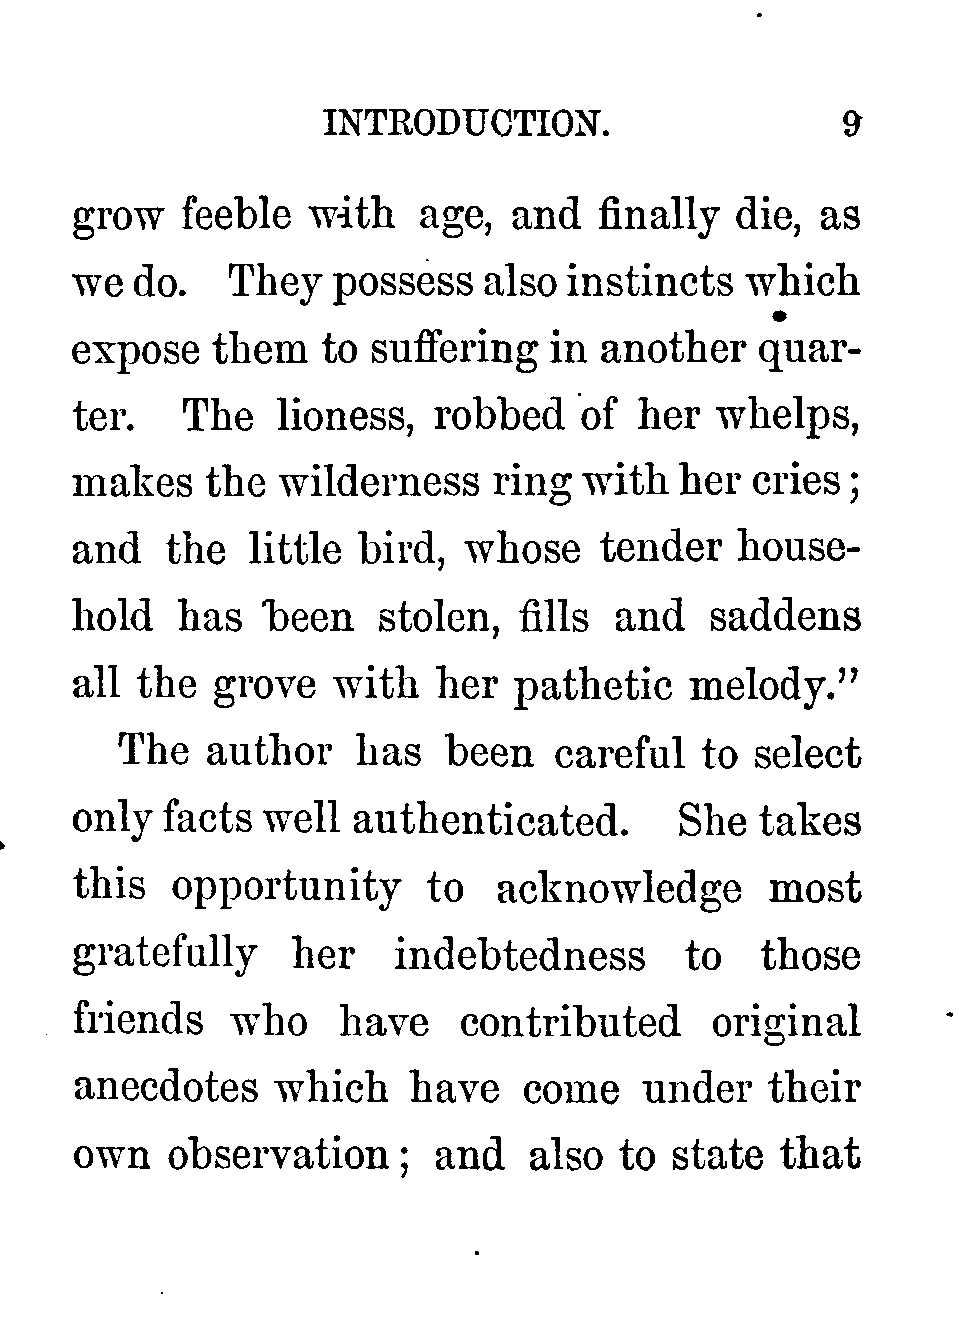 INTRODUCTION. 9
grow feeble with age, and finally die, as
we do. They possess also instincts which
expose them to suffering in another quar-
ter. The lioness, robbed of her whelps,
makes the wilderness ring with her cries;
and the little bird, whose tender house-
hold has been stolen, fills and saddens
all the grove with her pathetic melody."
The author has been careful to select
only facts well authenticated. She takes
this opportunity to acknowledge most
gratefully her indebtedness to those
friends who have contributed original
anecdotes which have come under their
own observation; and also to state that